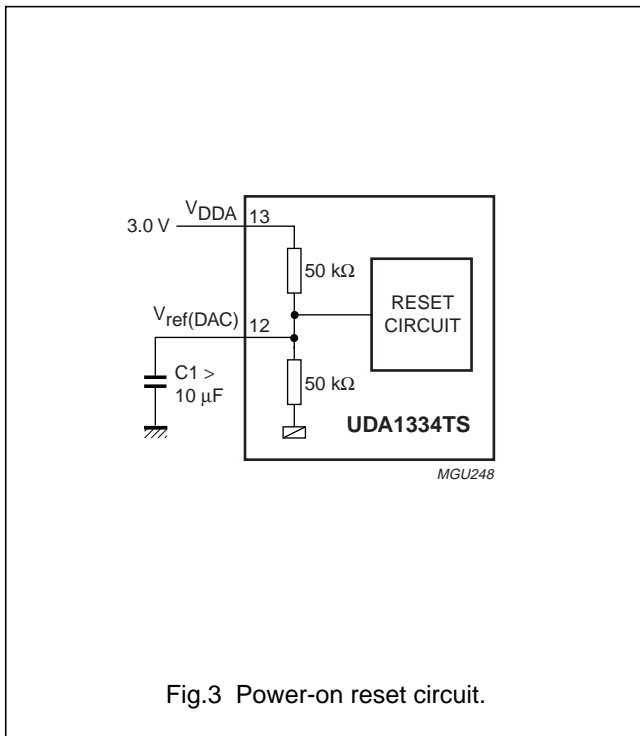 VDDA
13
3.0 V
50 kΩ
RESET
CIRCUIT
Vref(DAC)
12
C1 >
10 μF
50 kΩ
UDA1334TS
MGU248
Fig.3 Power-on reset circuit.